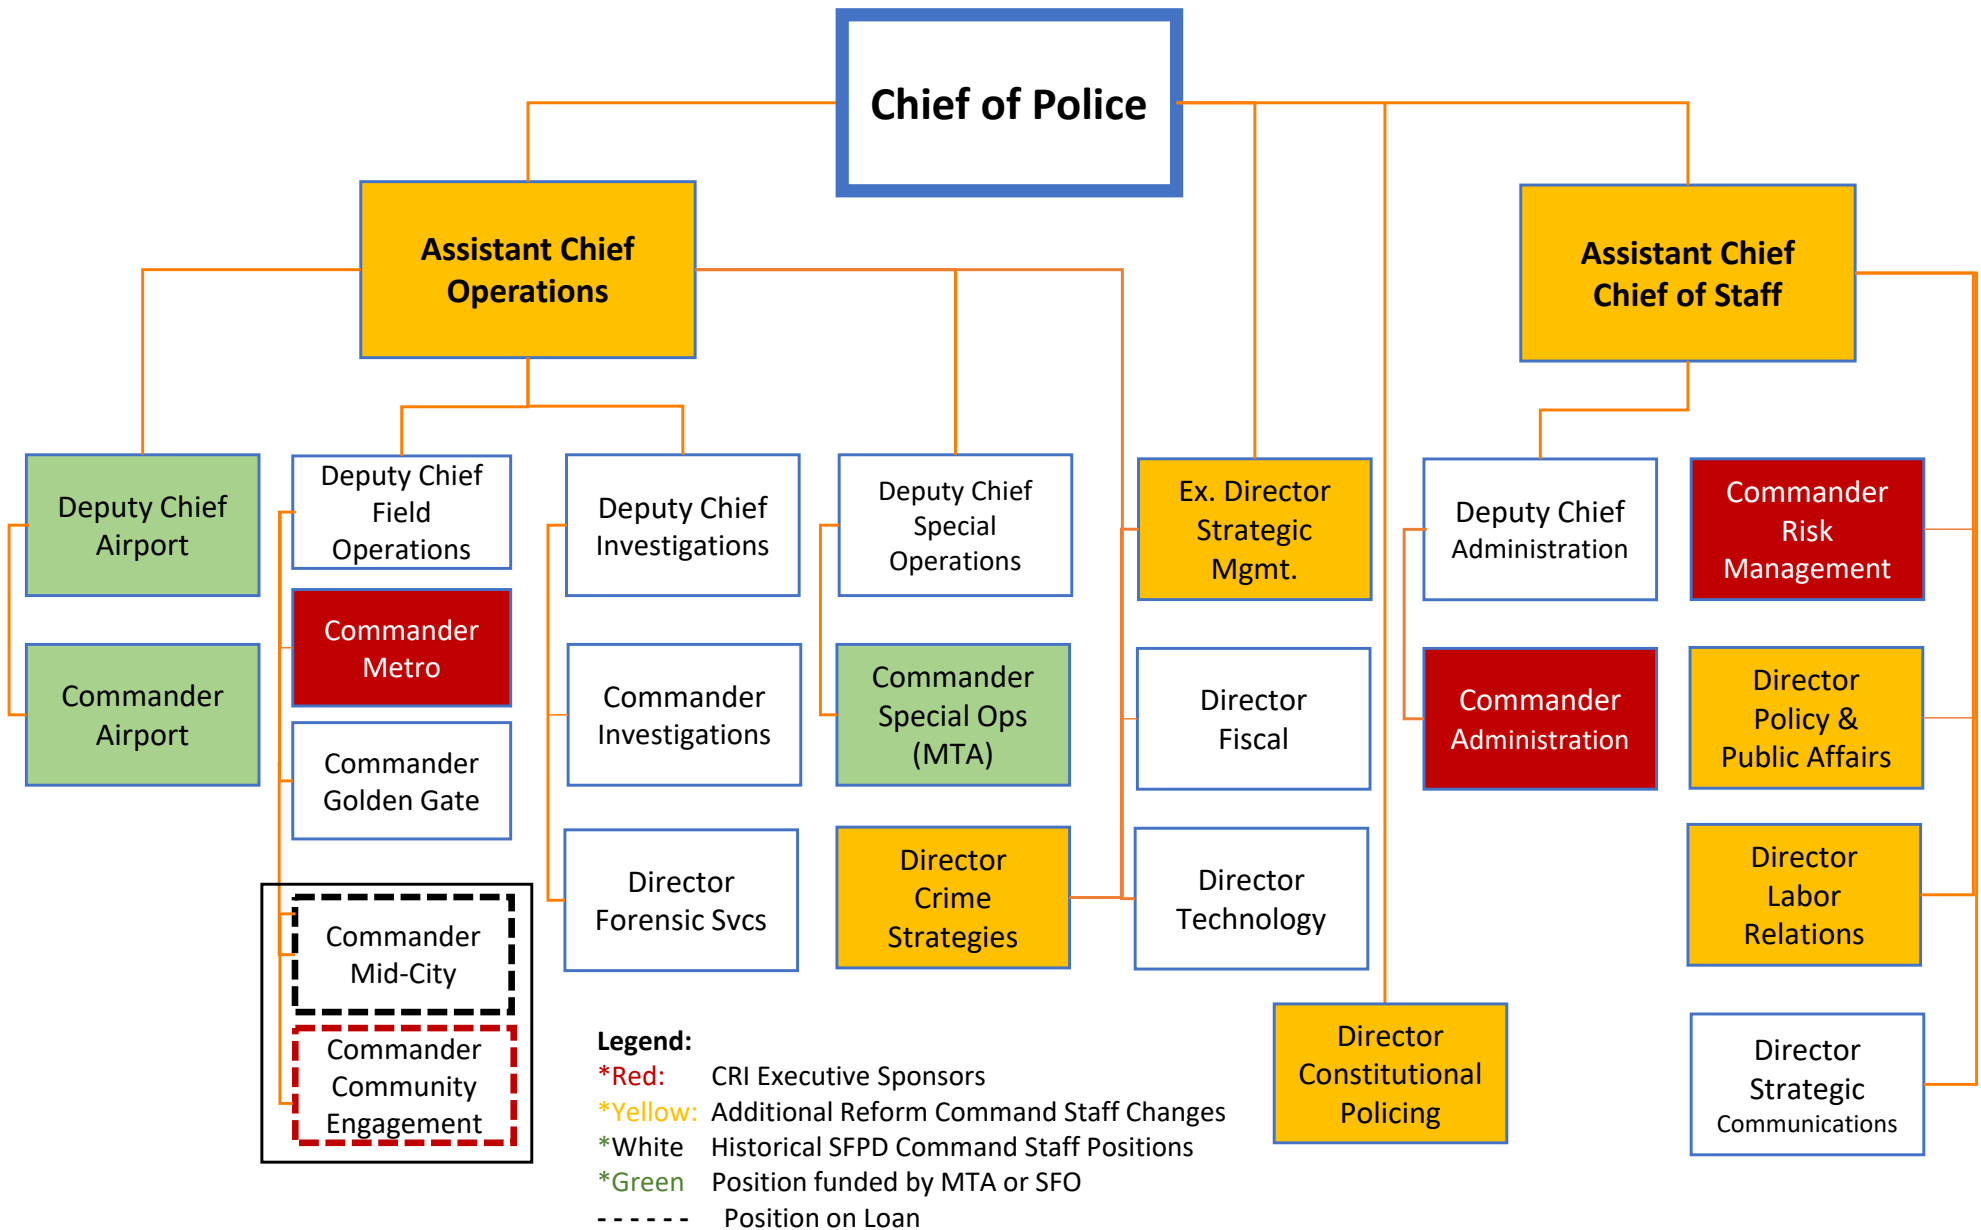 Chief of Police
Assistant Chief
Operations
Assistant Chief
Chief of Staff
Deputy Chief
Airport
Deputy Chief
Field
Operations
Deputy Chief
Investigations
Deputy Chief
Special
Operations
Ex. Director
Strategic
Mgmt.
Deputy Chief
Administration
Commander
Risk
Management
Commander
Airport
Commander
Metro
Commander
Golden Gate
Commander
Investigations
Commander
Special Ops
(MTA)
Director
Fiscal
Commander
Administration
Director
Policy &
Public Affairs
Commander
Mid-City
Director
Forensic Svcs
Director
Crime
Strategies
Director
Technology
Director
Labor
Relations
Commander
Community
Engagement
Director
Constitutional
Policing
Director
Strategic
Communications
Legend:
*Red: CRI Executive Sponsors
*Yellow: Additional Reform Command Staff Changes
*White Historical SFPD Command Staff Positions
*Green Position funded by MTA or SFO
- - - - - - Position on Loan